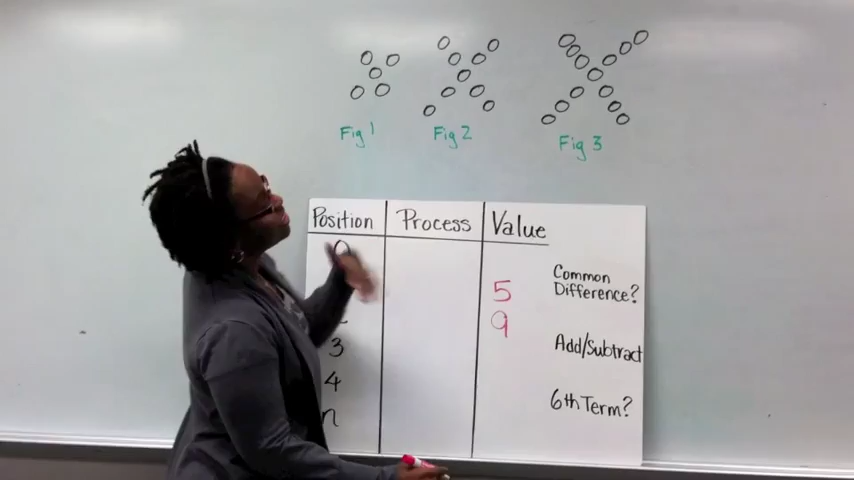 Fig 1 Fig 2 Fig 3
Position Process Value
0
5
9
3
4
n
Common
Difference?
Add/Subtract
6th Term?